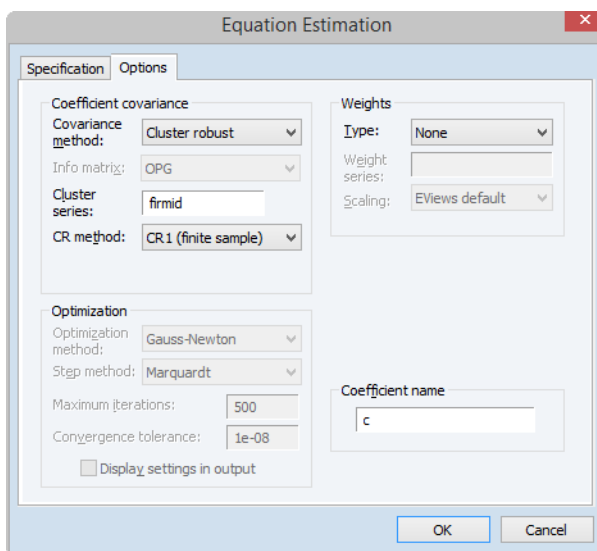 Equation Estimation
Specification
Options
Coefficient covariance
Covariance
method:
Cluster robust
Info matrix:
OPG
Cluster
series:
firmid
CR method:
CR1 (finite sample)
Weights
Type:
None
Weight
series:
Scaling:
EViews default
Optimization
Optimization
method:
Gauss-Newton
Step method:
Marquardt
Maximum iterations:
500
Convergence tolerance:
1e-08
Display settings in output
Coefficient name
c
OK
Cancel